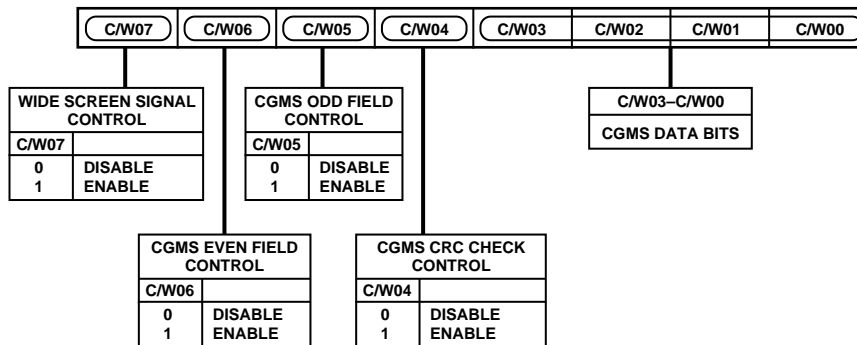 C/W07 C/W06 C/W05 C/W04 C/W03 C/W02 C/W01 C/W00
WIDE SCREEN SIGNAL
CONTROL
C/W07
0 DISABLE
1 ENABLE
CGMS ODD FIELD
CONTROL
C/W05
0 DISABLE
1 ENABLE
C/W03–C/W00
CGMS DATA BITS
CGMS EVEN FIELD
CONTROL
C/W06
0 DISABLE
1 ENABLE
CGMS CRC CHECK
CONTROL
C/W04
0 DISABLE
1 ENABLE